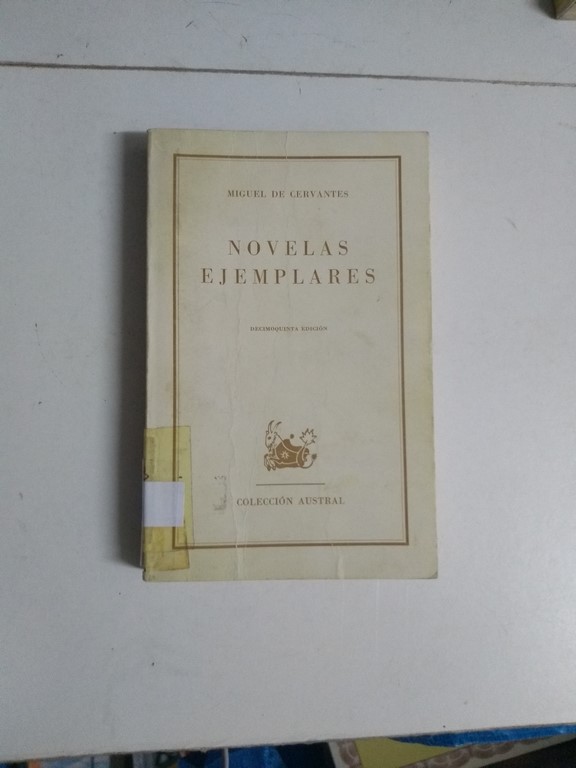 MIGUEL DE CERVANTES
NOVELAS
EJEMPLARES
DECIMOQUINTA EDICIÓN
COLECCIÓN AUSTRAL